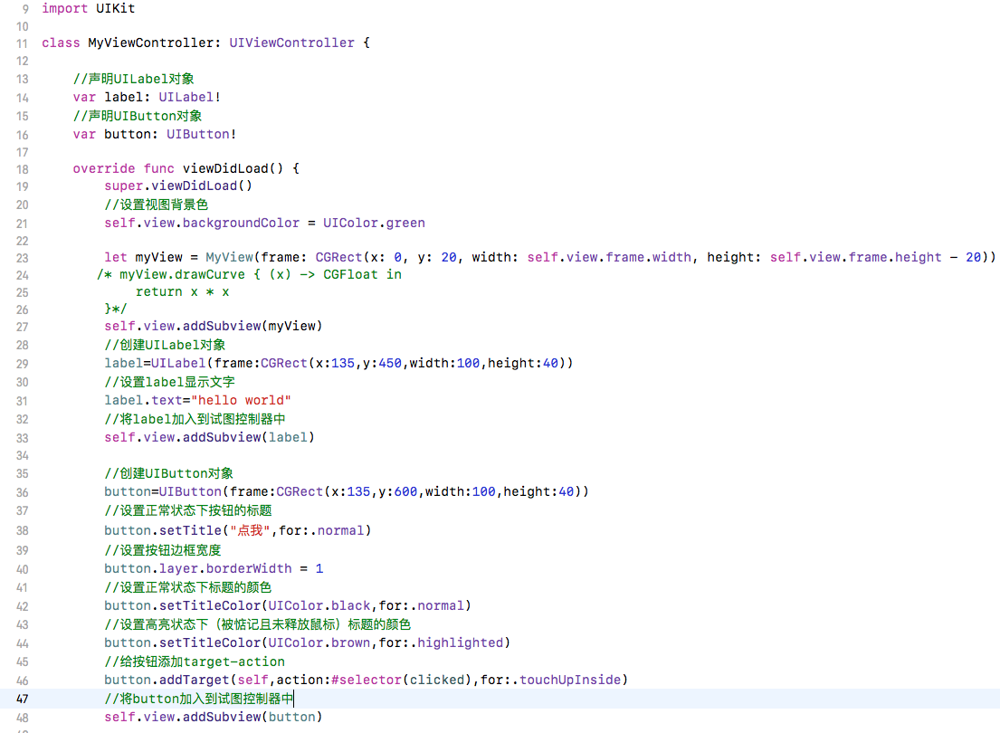 9 import UIKit
10
11 class MyViewController: UIViewController {
12
13 //声明UILabel对象
14 var label: UILabel!
15 //声明UIButton对象
16 var button: UIButton!
17
18 override func viewDidLoad() {
19 super.viewDidLoad()
20 //设置视图背景色
21 self.view.backgroundColor = UIColor.green
22
23 let myView = MyView(frame: CGRect(x: 0, y: 20, width: self.view.frame.width, height: self.view.frame.height - 20))
24 /* myView.drawCurve { (x) -> CGFloat in
25 return x * x
26 }*/
27 self.view.addSubview(myView)
28 //创建UILabel对象
29 label=UILabel(frame:CGRect(x:135,y:450,width:100,height:40))
30 //设置label显示文字
31 label.text="hello world"
32 //将label加入到试图控制器中
33 self.view.addSubview(label)
34
35 //创建UIButton对象
36 button=UIButton(frame:CGRect(x:135,y:600,width:100,height:40))
37 //设置正常状态下按钮的标题
38 button.setTitle("点我",for:.normal)
39 //设置按钮边框宽度
40 button.layer.borderWidth = 1
41 //设置正常状态下标题的颜色
42 button.setTitleColor(UIColor.black,for:.normal)
43 //设置高亮状态下（被惦记且未释放鼠标）标题的颜色
44 button.setTitleColor(UIColor.brown,for:.highlighted)
45 //给按钮添加target-action
46 button.addTarget(self,action:#selector(clicked),for:.touchUpInside)
47 //将button加入到试图控制器中
48 self.view.addSubview(button)